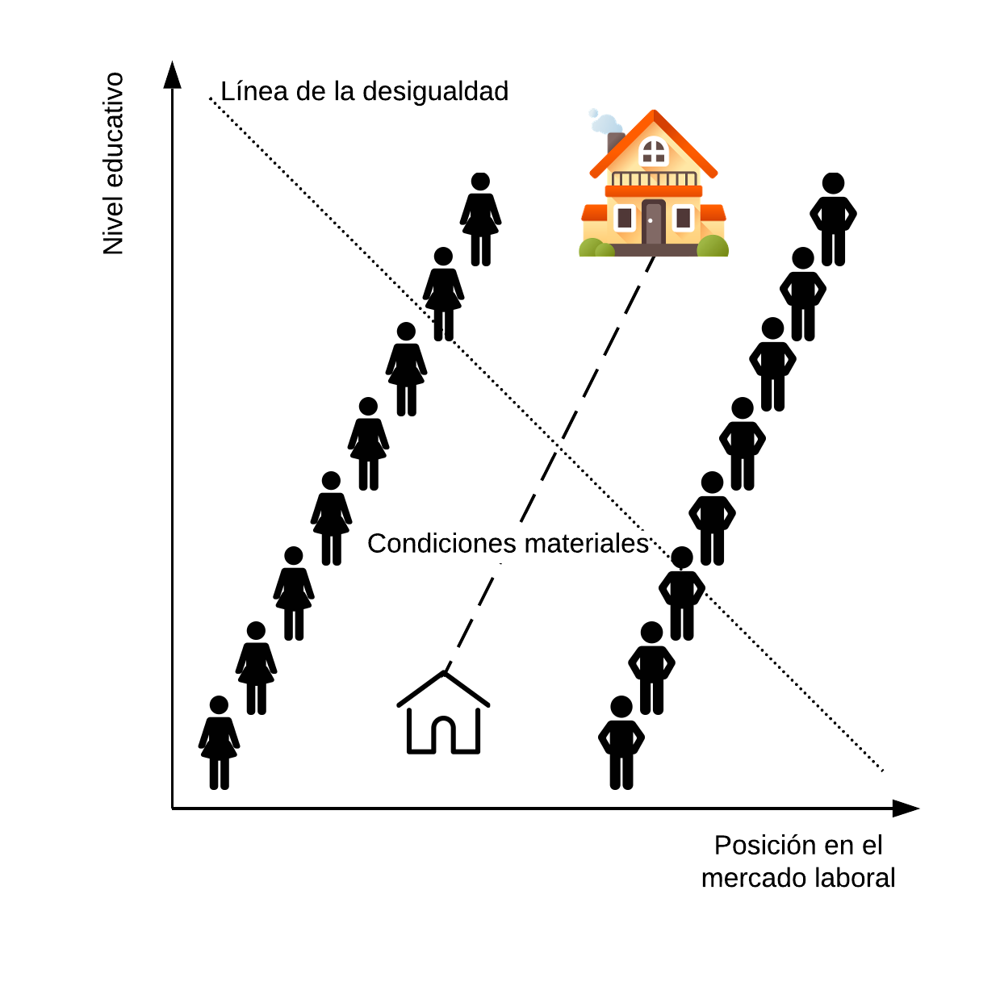 Nivel educativo
Línea de la desigualdad
Condiciones materiales
Posición en el
mercado laboral